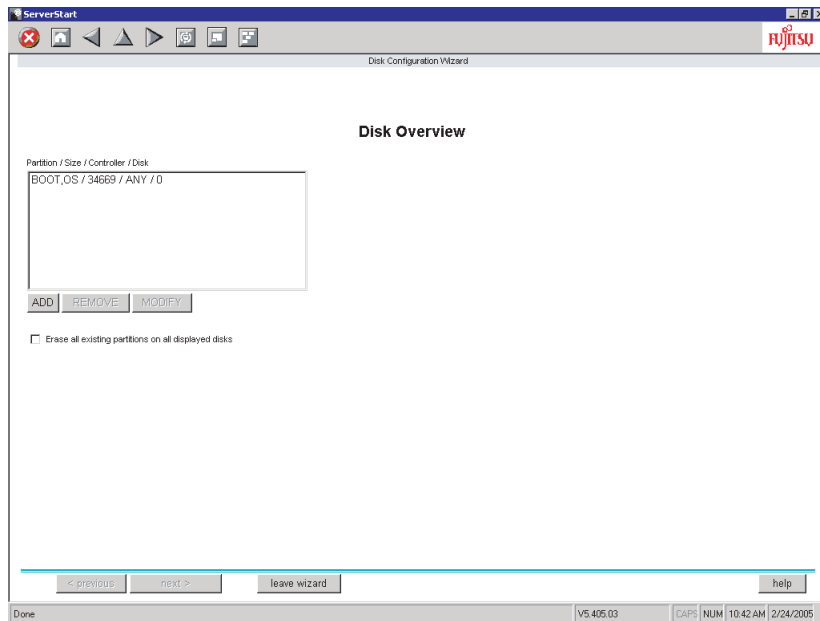 ServerStart
FUJITSU
Disk Configuration Wizard
Disk Overview
Partition / Size / Controller / Disk
BOOT,OS / 34669 / ANY / 0
ADD
REMOVE
MODIFY
Erase all existing partitions on all displayed disks
< previous
next >
leave wizard
help
Done
V5.405.03
CAPS
NUM
10:42 AM
2/24/2005